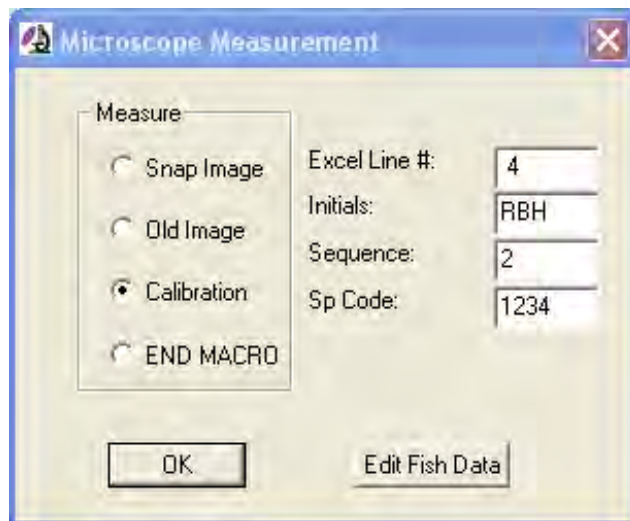 Microscope Measurement
Measure
Snap Image
Old Image
Calibration
END MACRO
Excel Line #: 4
Initials: RBH
Sequence: 2
Sp Code: 1234
OK
Edit Fish Data